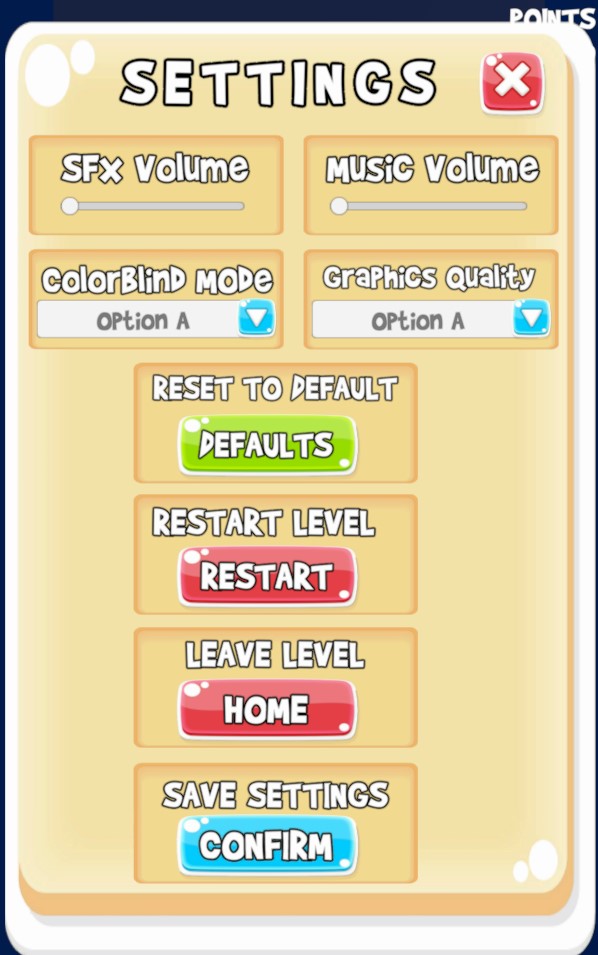 POINTS
SETTINGS
SFX Volume
Music Volume
ColorBlind Mode
Graphics Quality
Option A
Option A
RESET TO DEFAULT
DEFAULTS
RESTART LEVEL
RESTART
LEAVE LEVEL
HOME
SAVE SETTINGS
CONFIRM